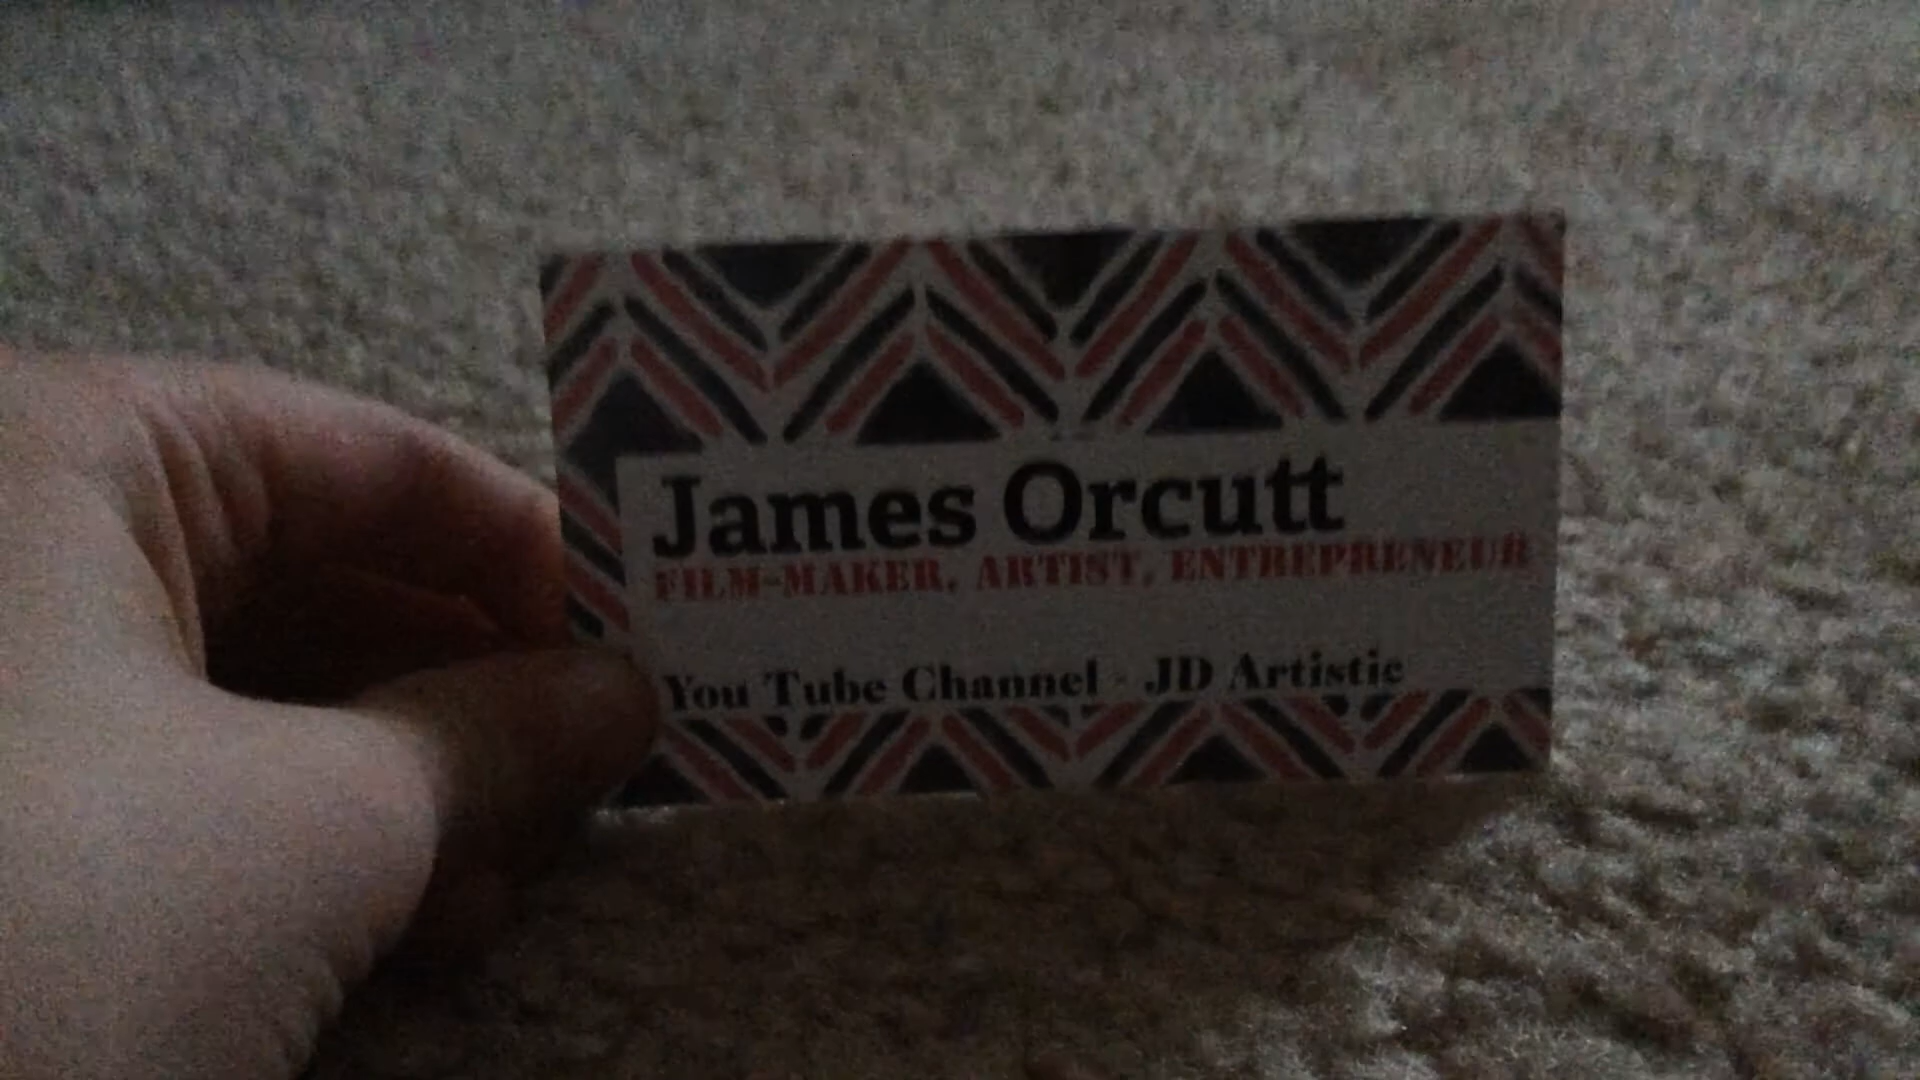 James Orcutt
FILM-MAKER, ARTIST, ENTREPRENEUR
You Tube Channel - JD Artistic